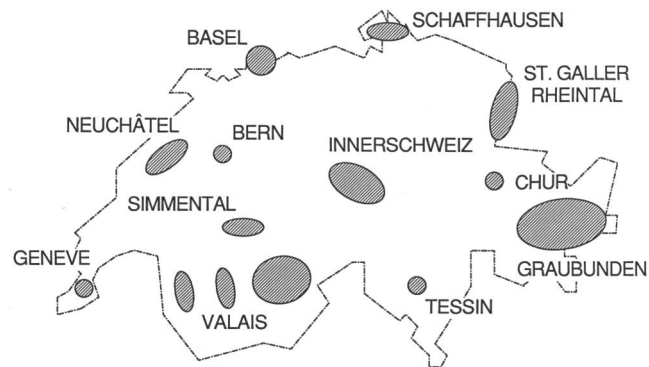 SCHAFFHAUSEN
BASEL
ST. GALLER
RHEINTAL
NEUCHÂTEL
BERN
INNERSCHWEIZ
CHUR
SIMMENTAL
GENEVE
GRAUBUNDEN
TESSIN
VALAIS